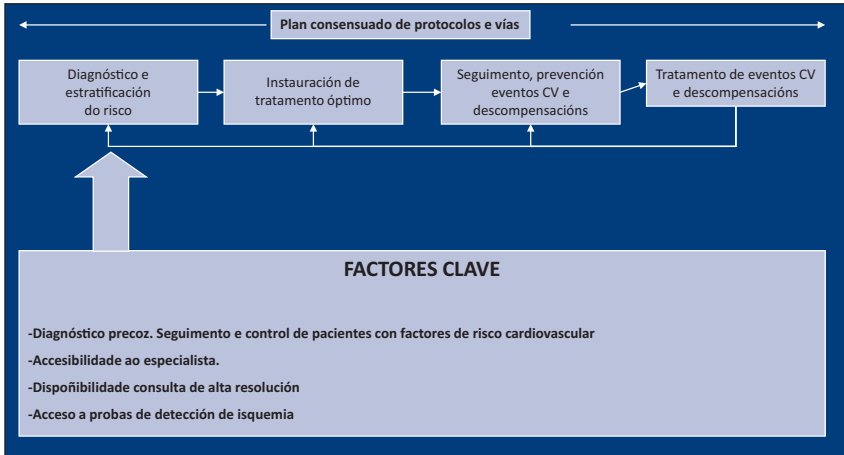 Plan consensuado de protocolos e vías
Diagnóstico e
estratificación
do risco
Instauración de
tratamento óptimo
Seguimento, prevención
eventos CV e
descompensacións
Tratamento de eventos CV
e descompensacións
FACTORES CLAVE
-Diagnóstico precoz. Seguimento e control de pacientes con factores de risco cardiovascular
-Accesibilidade ao especialista.
-Dispoñibilidade consulta de alta resolución
-Acceso a probas de detección de isquemia